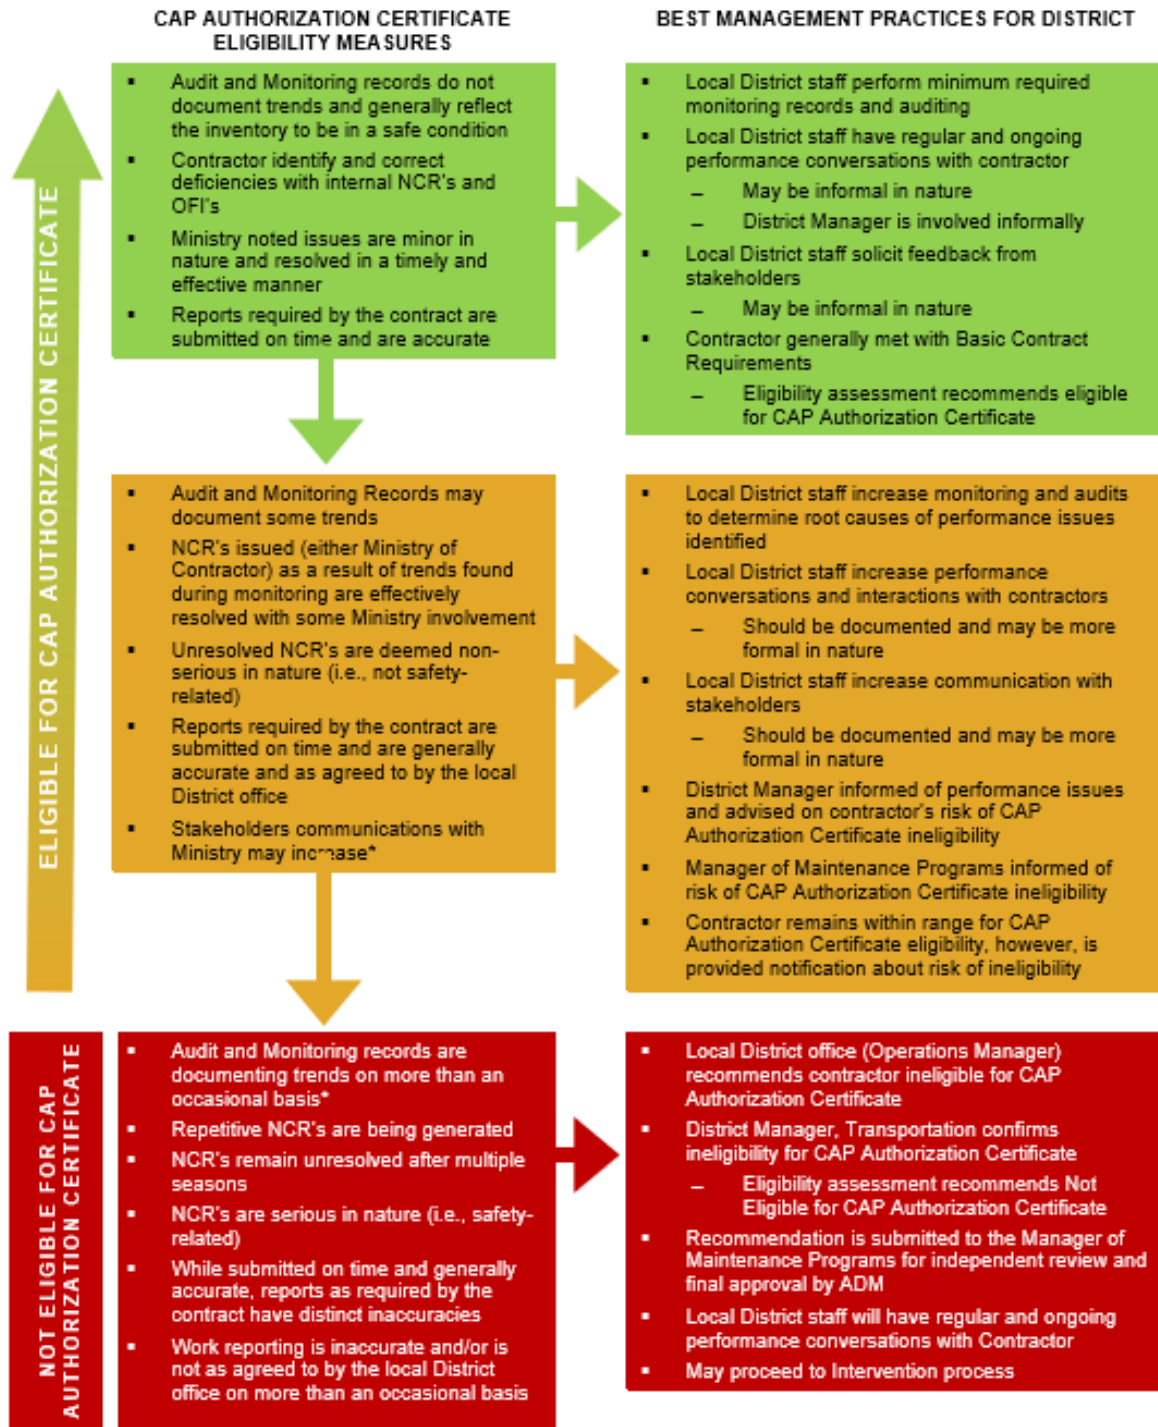 CAP AUTHORIZATION CERTIFICATE
ELIGIBILITY MEASURES
BEST MANAGEMENT PRACTICES FOR DISTRICT
ELIGIBLE FOR CAP AUTHORIZATION CERTIFICATE
▪ Audit and Monitoring records do not
document trends and generally reflect
the inventory to be in a safe condition
▪ Contractor identify and correct
deficiencies with internal NCR's and
OFI's
▪ Ministry noted issues are minor in
nature and resolved in a timely and
effective manner
▪ Reports required by the contract are
submitted on time and are accurate
▪ Local District staff perform minimum required
monitoring records and auditing
▪ Local District staff have regular and ongoing
performance conversations with contractor
– May be informal in nature
– District Manager is involved informally
▪ Local District staff solicit feedback from
stakeholders
– May be informal in nature
▪ Contractor generally met with Basic Contract
Requirements
– Eligibility assessment recommends eligible
for CAP Authorization Certificate
▪ Audit and Monitoring Records may
document some trends
▪ NCR's issued (either Ministry of
Contractor) as a result of trends found
during monitoring are effectively
resolved with some Ministry involvement
▪ Unresolved NCR's are deemed non-
serious in nature (i.e., not safety-
related)
▪ Reports required by the contract are
submitted on time and are generally
accurate and as agreed to by the local
District office
▪ Stakeholders communications with
Ministry may increase*
▪ Local District staff increase monitoring and audits
to determine root causes of performance issues
identified
▪ Local District staff increase performance
conversations and interactions with contractors
– Should be documented and may be more
formal in nature
▪ Local District staff increase communication with
stakeholders
– Should be documented and may be more
formal in nature
▪ District Manager informed of performance issues
and advised on contractor's risk of CAP
Authorization Certificate ineligibility
▪ Manager of Maintenance Programs informed of
risk of CAP Authorization Certificate ineligibility
▪ Contractor remains within range for CAP
Authorization Certificate eligibility, however, is
provided notification about risk of ineligibility
NOT ELIGIBLE FOR CAP
AUTHORIZATION CERTIFICATE
▪ Audit and Monitoring records are
documenting trends on more than an
occasional basis*
▪ Repetitive NCR's are being generated
▪ NCR's remain unresolved after multiple
seasons
▪ NCR's are serious in nature (i.e., safety-
related)
▪ While submitted on time and generally
accurate, reports as required by the
contract have distinct inaccuracies
▪ Work reporting is inaccurate and/or is
not as agreed to by the local District
office on more than an occasional basis
▪ Local District office (Operations Manager)
recommends contractor ineligible for CAP
Authorization Certificate
▪ District Manager, Transportation confirms
ineligibility for CAP Authorization Certificate
– Eligibility assessment recommends Not
Eligible for CAP Authorization Certificate
▪ Recommendation is submitted to the Manager of
Maintenance Programs for independent review and
final approval by ADM
▪ Local District staff will have regular and ongoing
performance conversations with Contractor
▪ May proceed to Intervention process